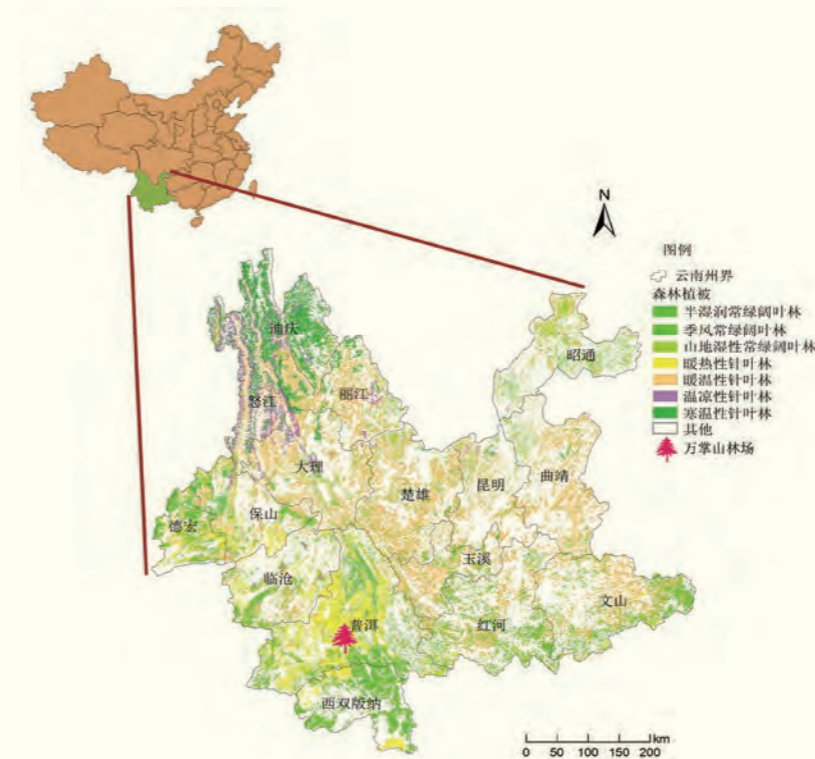 N
图例
云南州界
森林植被
半湿润常绿阔叶林
季风常绿阔叶林
山地湿性常绿阔叶林
暖热性针叶林
暖温性针叶林
温凉性针叶林
寒温性针叶林
其他
万掌山林场
迪庆
昭通
丽江
怒江
大理
昆明
曲靖
楚雄
保山
德宏
玉溪
临沧
文山
普洱
红河
西双版纳
km
0 50 100 150 200